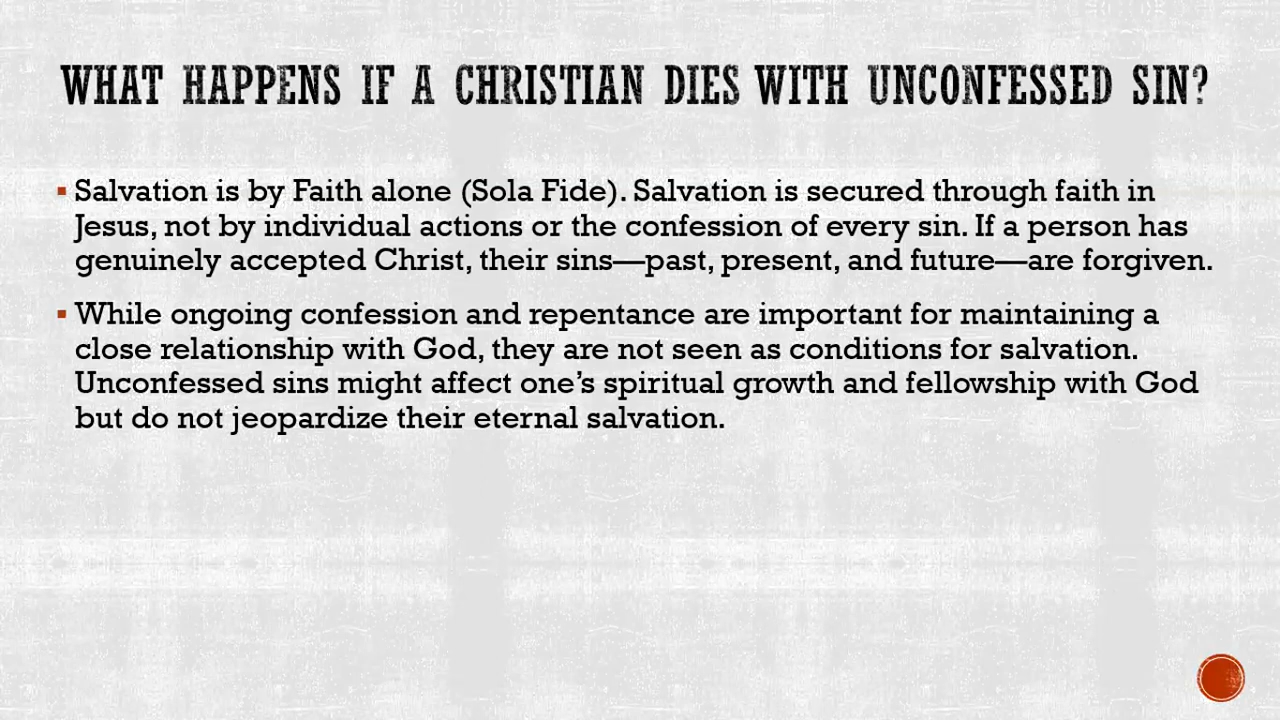 WHAT HAPPENS IF A CHRISTIAN DIES WITH UNCONFESSED SIN?
▪ Salvation is by Faith alone (Sola Fide). Salvation is secured through faith in
Jesus, not by individual actions or the confession of every sin. If a person has
genuinely accepted Christ, their sins—past, present, and future—are forgiven.
▪ While ongoing confession and repentance are important for maintaining a
close relationship with God, they are not seen as conditions for salvation.
Unconfessed sins might affect one’s spiritual growth and fellowship with God
but do not jeopardize their eternal salvation.